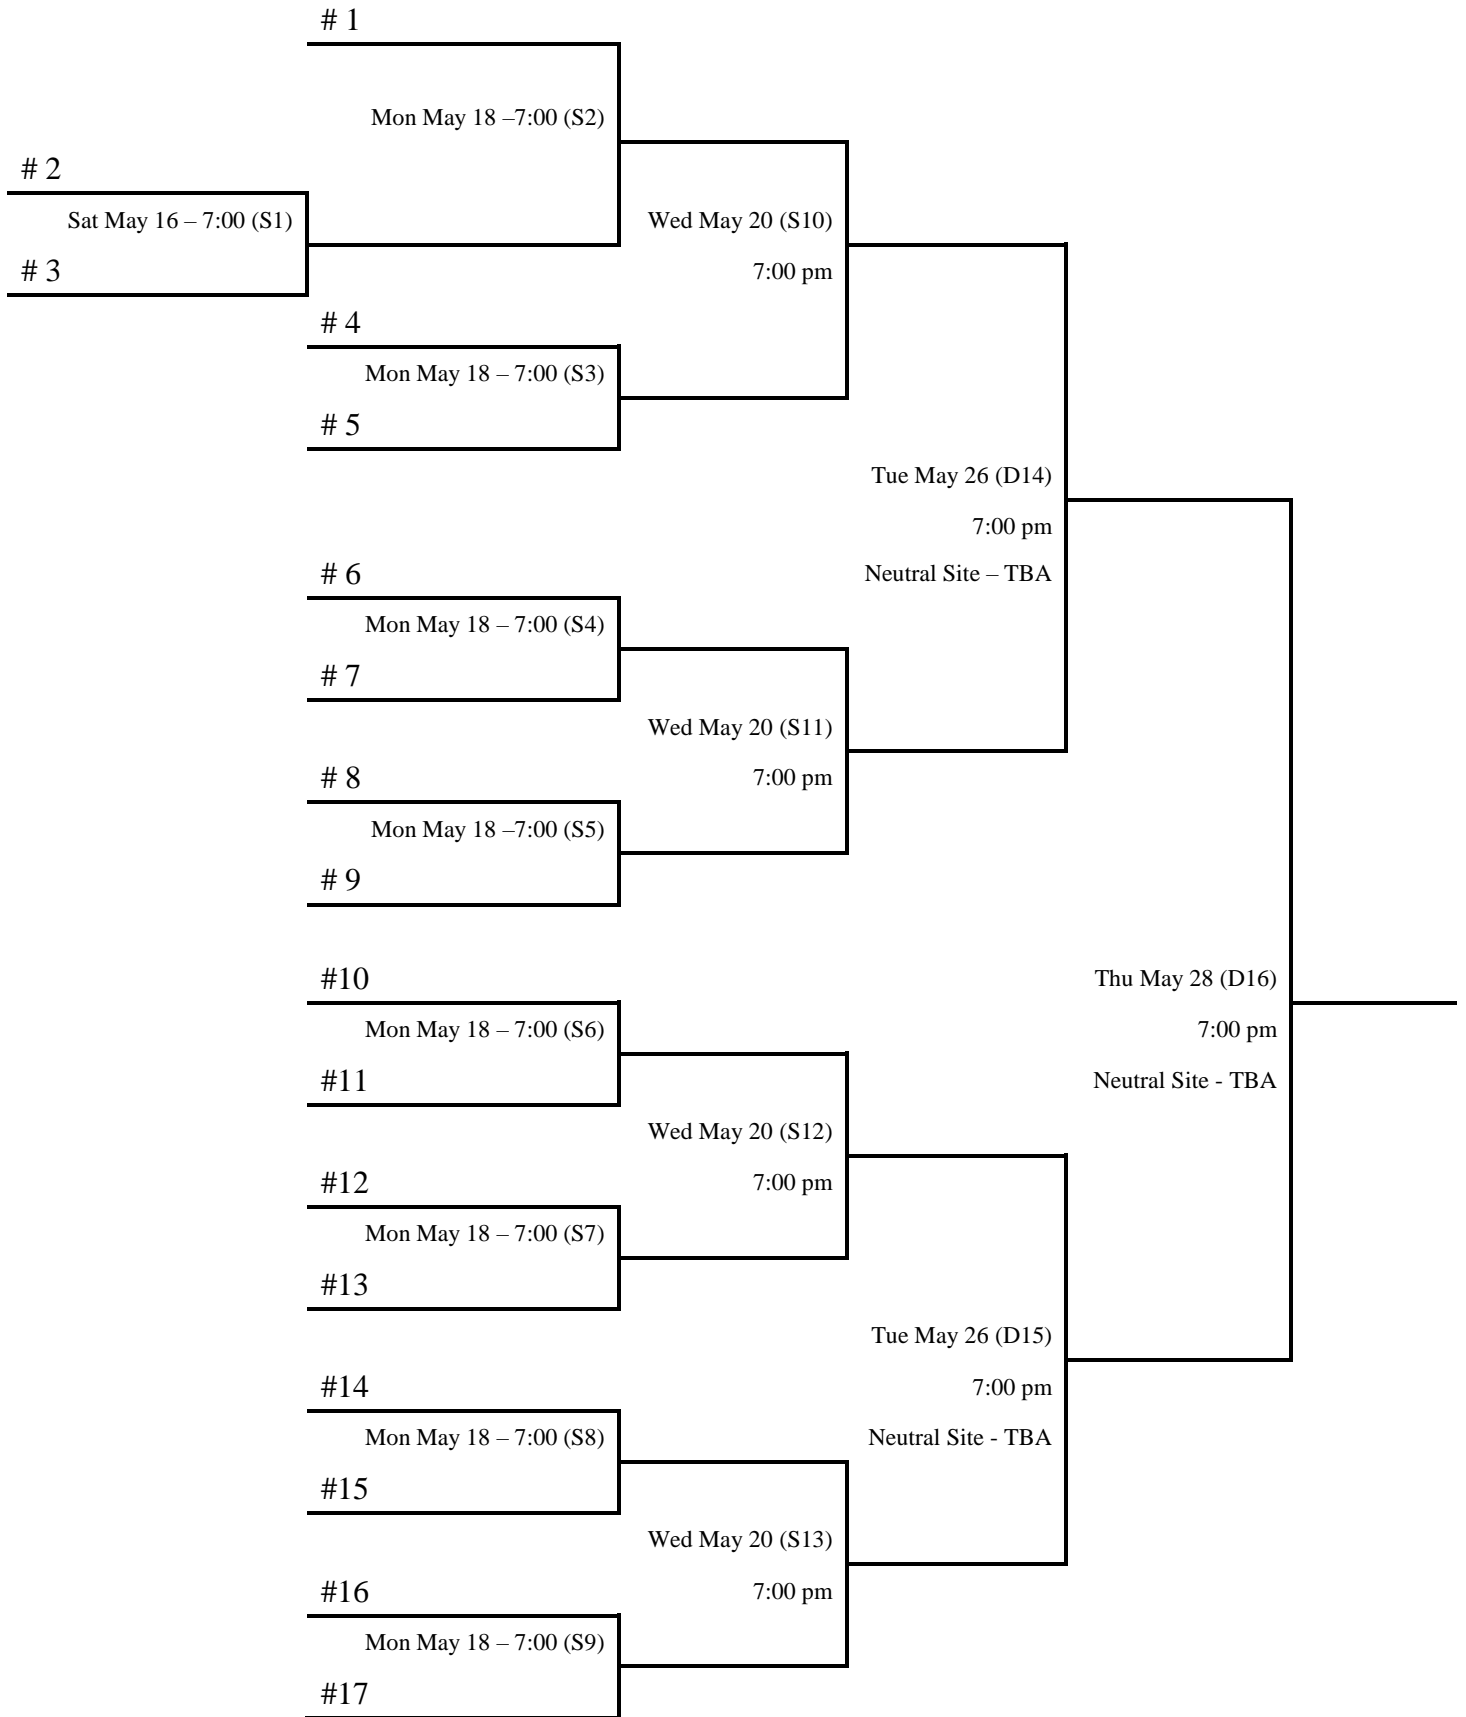 # 1
Mon May 18 –7:00 (S2)
# 2
Sat May 16 – 7:00 (S1)
Wed May 20 (S10)
# 3
7:00 pm
# 4
Mon May 18 – 7:00 (S3)
# 5
Tue May 26 (D14)
7:00 pm
# 6
Neutral Site – TBA
Mon May 18 – 7:00 (S4)
# 7
Wed May 20 (S11)
# 8
7:00 pm
Mon May 18 –7:00 (S5)
# 9
#10
Thu May 28 (D16)
Mon May 18 – 7:00 (S6)
7:00 pm
#11
Neutral Site - TBA
Wed May 20 (S12)
#12
7:00 pm
Mon May 18 – 7:00 (S7)
#13
Tue May 26 (D15)
#14
7:00 pm
Mon May 18 – 7:00 (S8)
Neutral Site - TBA
#15
Wed May 20 (S13)
#16
7:00 pm
Mon May 18 – 7:00 (S9)
#17